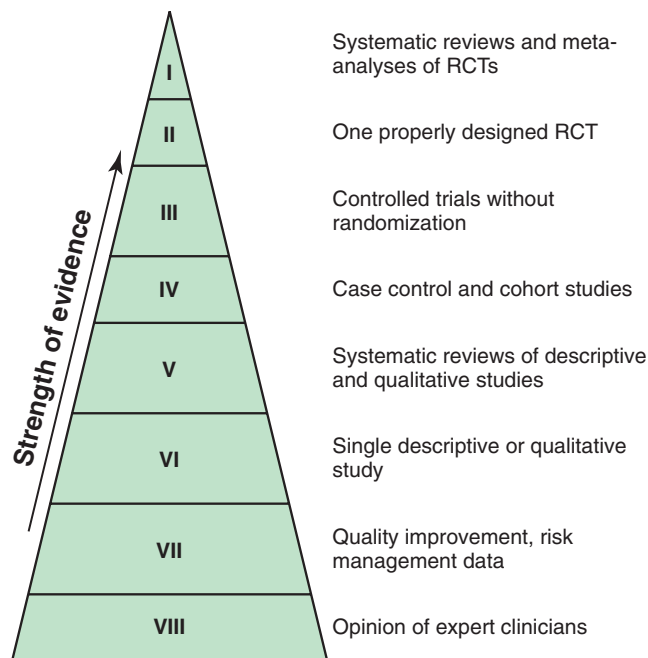 I
Systematic reviews and meta-
analyses of RCTs
II
One properly designed RCT
III
Controlled trials without
randomization
IV
Case control and cohort studies
V
Systematic reviews of descriptive
and qualitative studies
VI
Single descriptive or qualitative
study
VII
Quality improvement, risk
management data
VIII
Opinion of expert clinicians
Strength of evidence